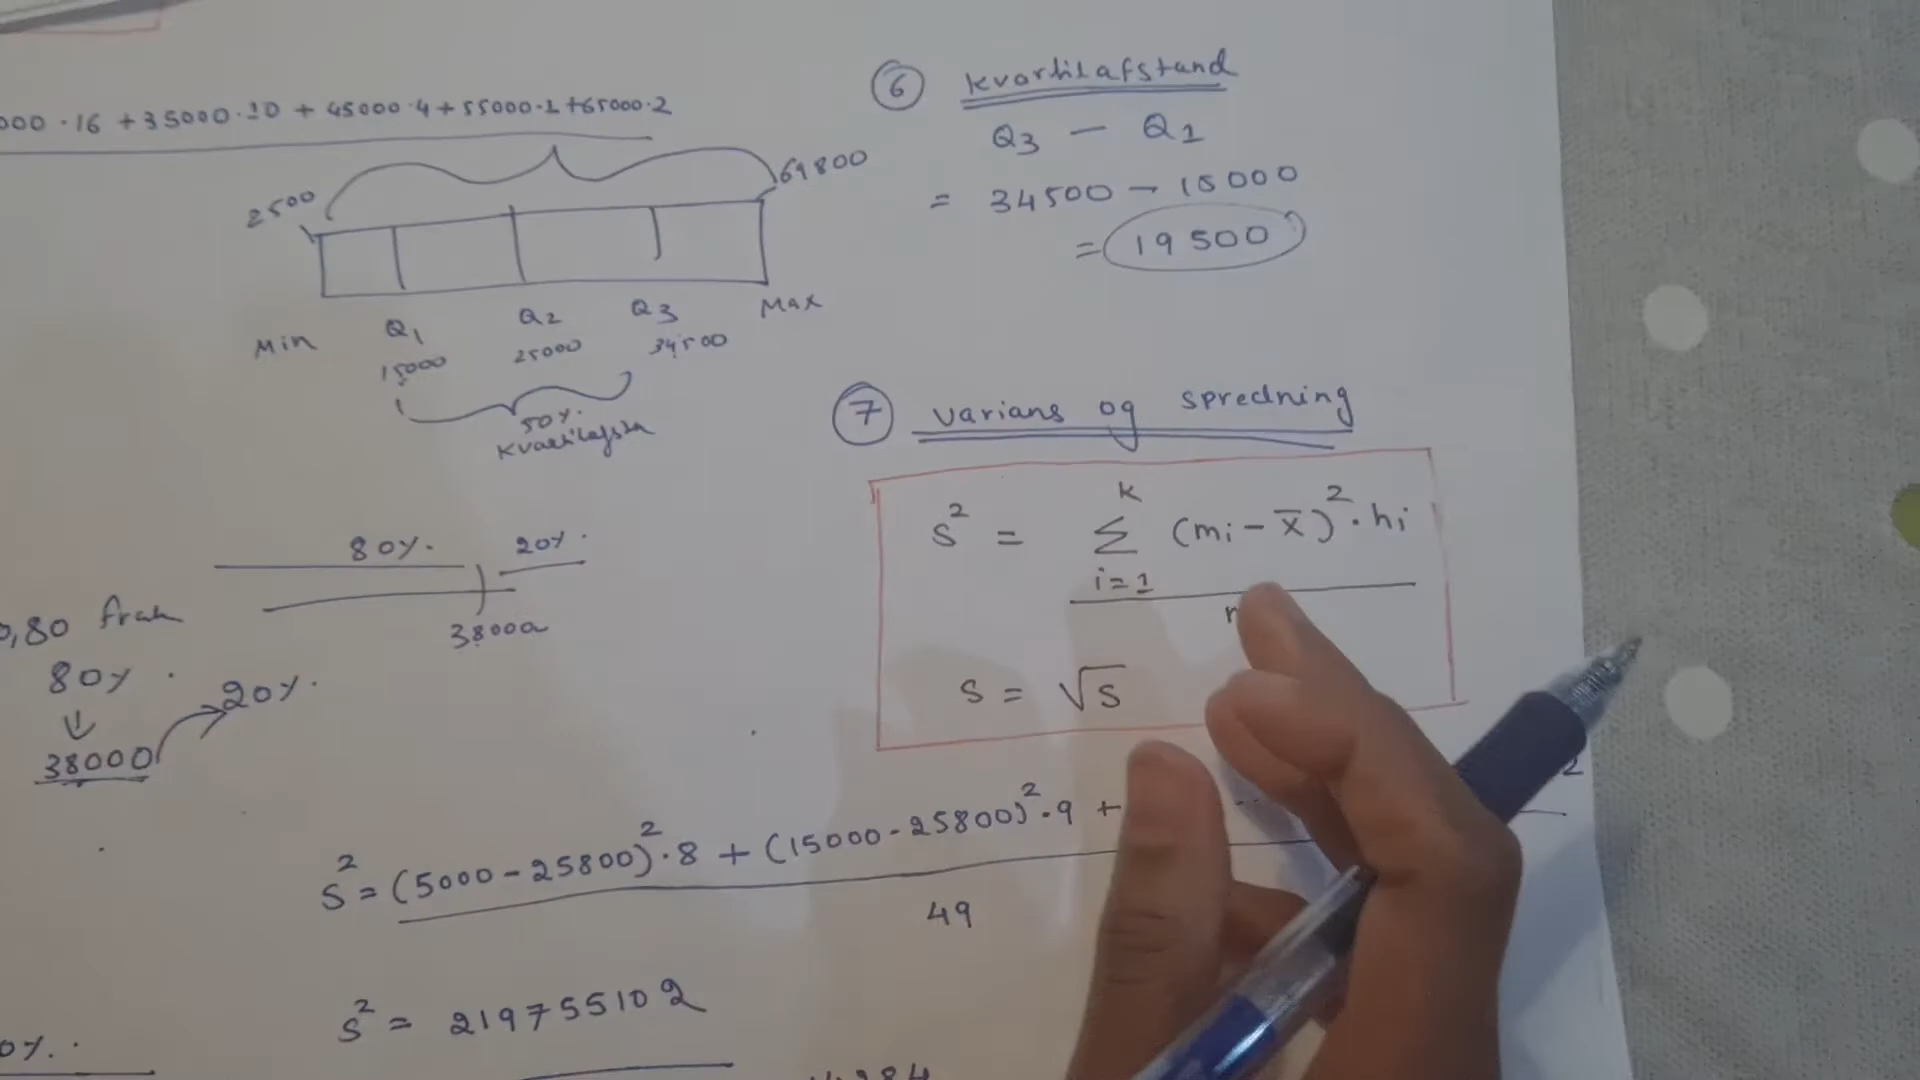 000 · 16 + 35000 · 10 + 45000 · 4 + 55000 · 1 + 65000 · 2
2500
69800
Min Q1 Q2 Q3 Max
15000 25000 34500
50%
80% 20%
38000
0,80
80%
20%
38000
⑥ kvartilafstand
Q3 — Q1
= 34500 - 15000
= 19500
⑦ varians og spredning
s² = k Σ i=1 (mi - x̄)² · hi
s = √s
s² = (5000 - 25800)² · 8 + (15000 - 25800)² · 9 +
49
s² = 219755102
0%.